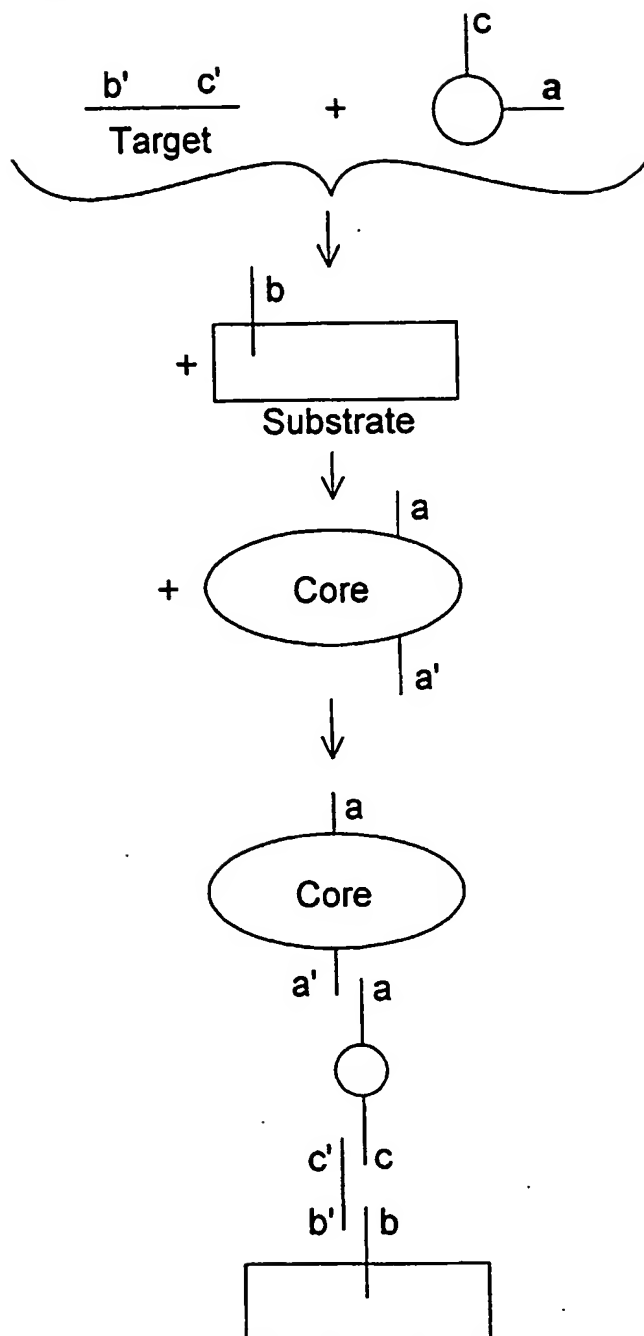 c
b' c' + a
Target
b
+
Substrate
a
+ Core
a'
a
Core
a' a
c' c
b' b